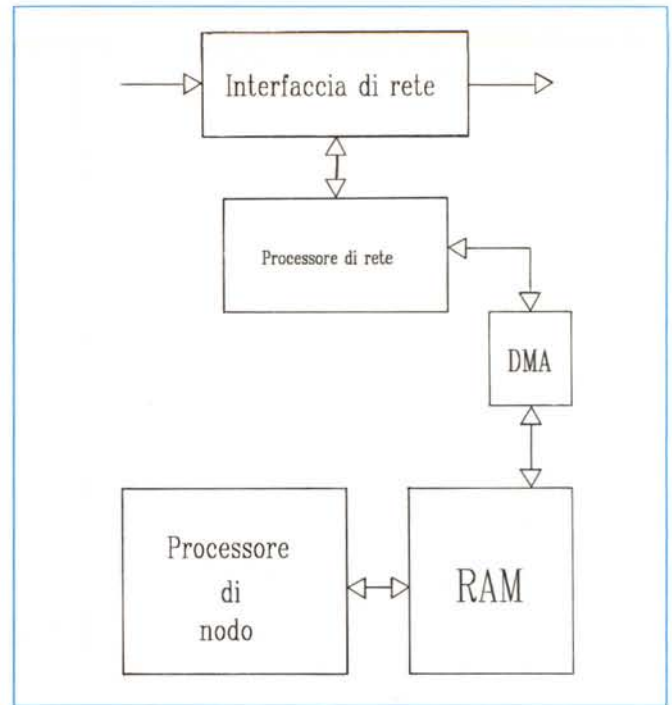 Interfaccia di rete
Processore di rete
DMA
Processore
di
nodo
RAM